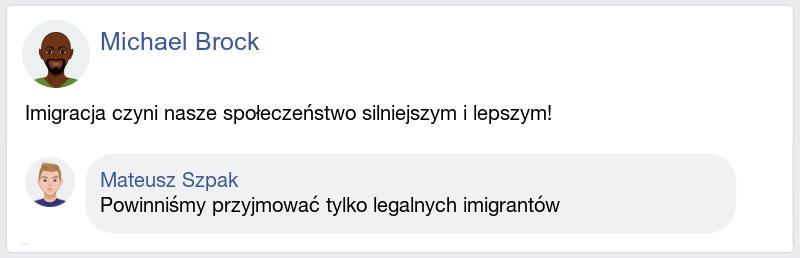 Michael Brock
Imigracja czyni nasze społeczeństwo silniejszym i lepszym!
Mateusz Szpak
Powinniśmy przyjmować tylko legalnych imigrantów